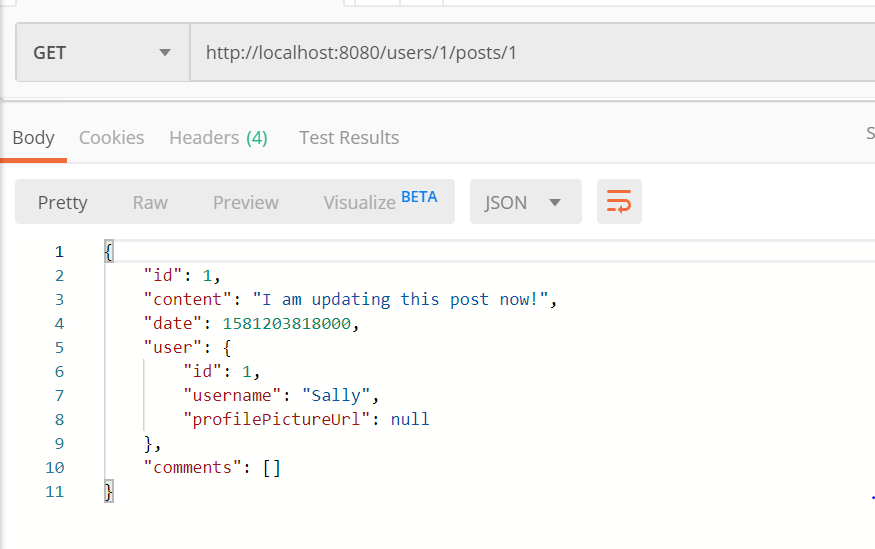 GET http://localhost:8080/users/1/posts/1
Body Cookies Headers (4) Test Results S
Pretty Raw Preview Visualize BETA JSON
1 {
2 "id": 1,
3 "content": "I am updating this post now!",
4 "date": 1581203818000,
5 "user": {
6 "id": 1,
7 "username": "Sally",
8 "profilePictureUrl": null
9 },
10 "comments": []
11 }